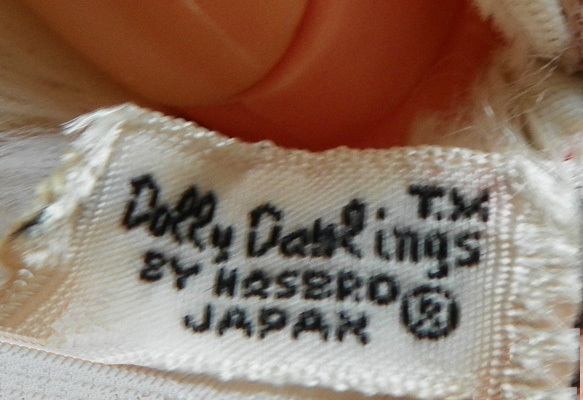 Dolly Darlings T.M.
BY HASBRO ®
JAPAN